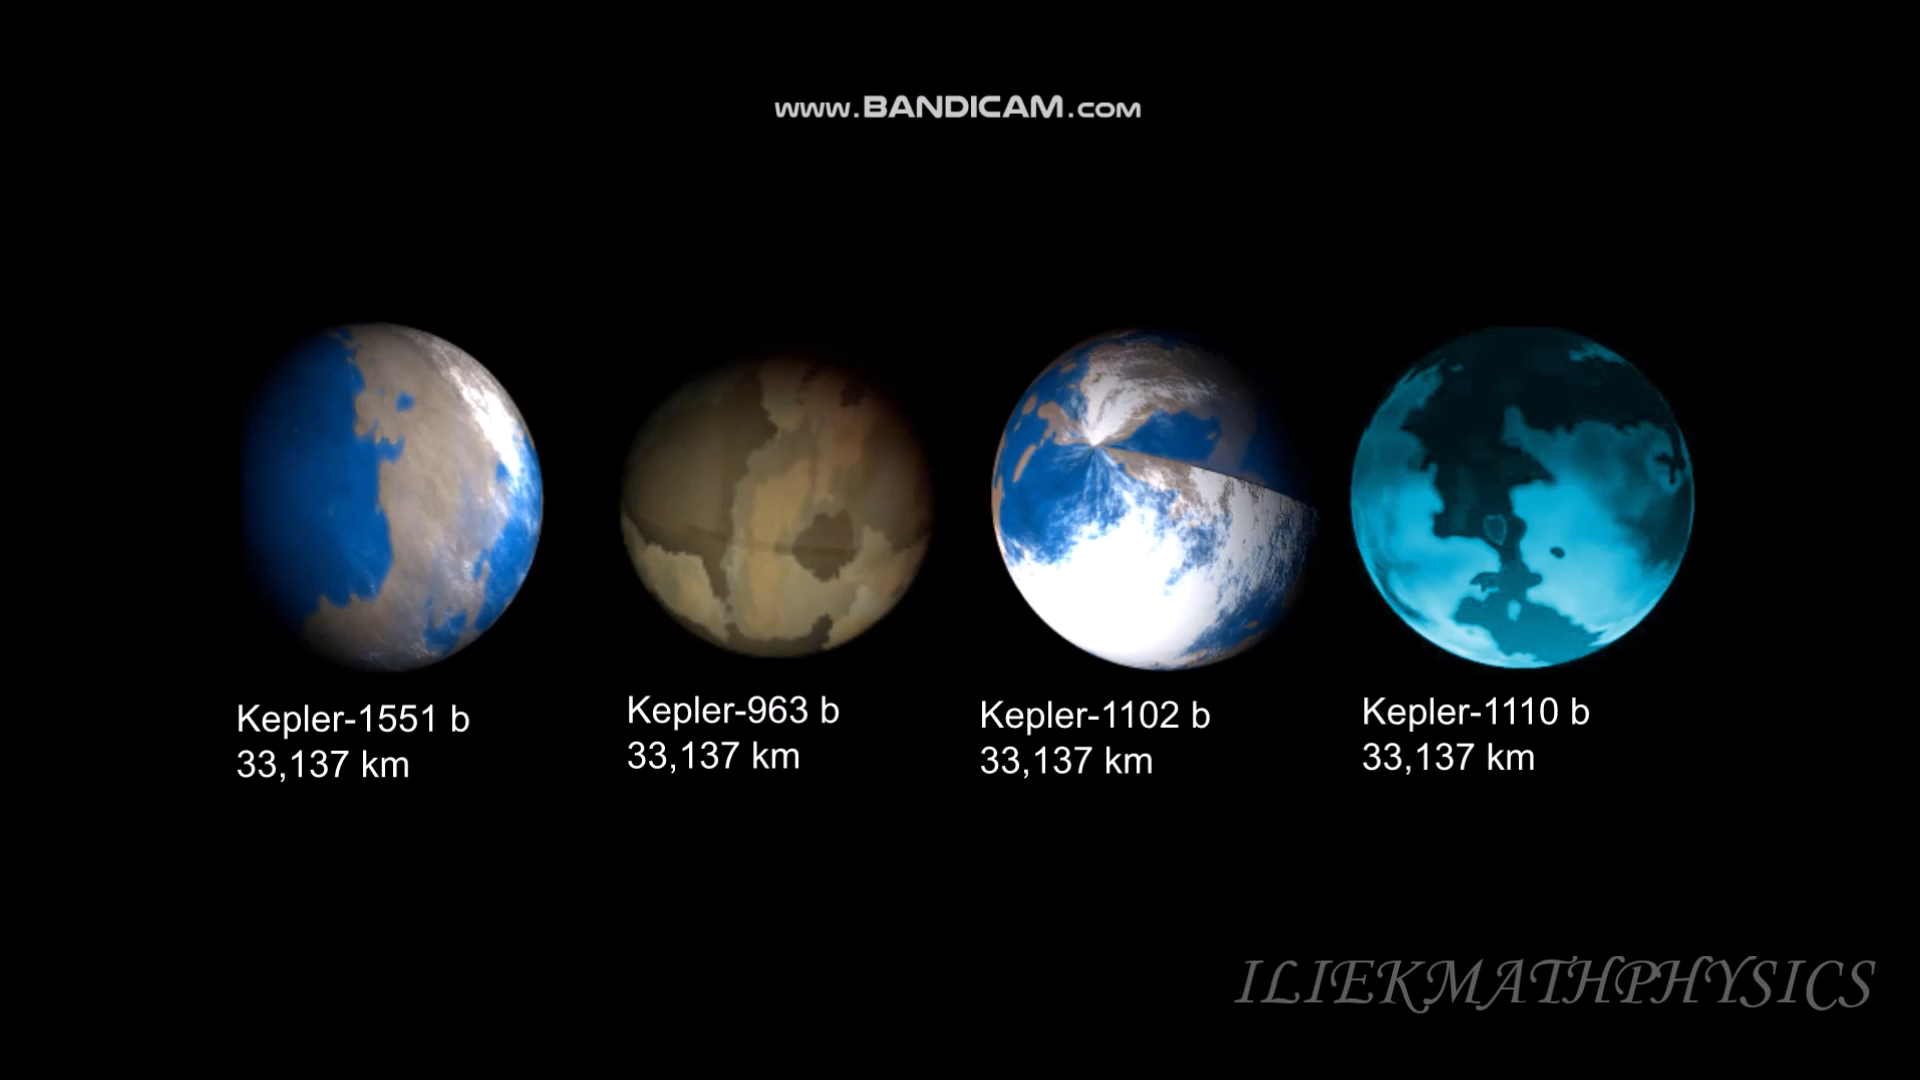 www.BANDICAM.com
Kepler-1551 b
33,137 km
Kepler-963 b
33,137 km
Kepler-1102 b
33,137 km
Kepler-1110 b
33,137 km
ILIEKMATHPHYSICS